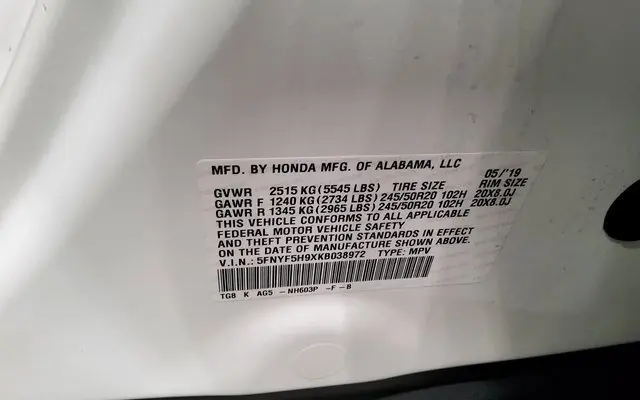 MFD. BY HONDA MFG. OF ALABAMA, LLC 05/'19
GVWR 2515 KG (5545 LBS) TIRE SIZE RIM SIZE
GAWR F 1240 KG (2734 LBS) 245/50R20 102H 20X8.0J
GAWR R 1345 KG (2965 LBS) 245/50R20 102H 20X8.0J
THIS VEHICLE CONFORMS TO ALL APPLICABLE
FEDERAL MOTOR VEHICLE SAFETY
AND THEFT PREVENTION STANDARDS IN EFFECT
ON THE DATE OF MANUFACTURE SHOWN ABOVE.
V.I.N.: 5FNYF5H9XKB038972 TYPE: MPV
TG8 K AG5 -NH603P -F-B